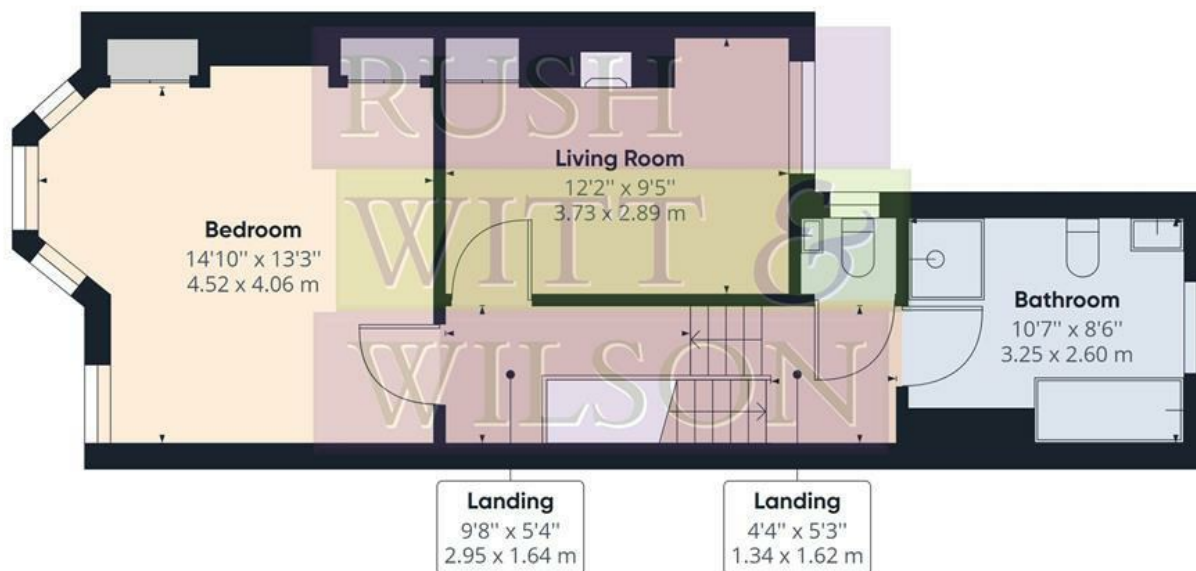 RUSH
WITT &
WILSON
Living Room
12'2" x 9'5"
3.73 x 2.89 m
Bedroom
14'10" x 13'3"
4.52 x 4.06 m
Bathroom
10'7" x 8'6"
3.25 x 2.60 m
Landing
9'8" x 5'4"
2.95 x 1.64 m
Landing
4'4" x 5'3"
1.34 x 1.62 m